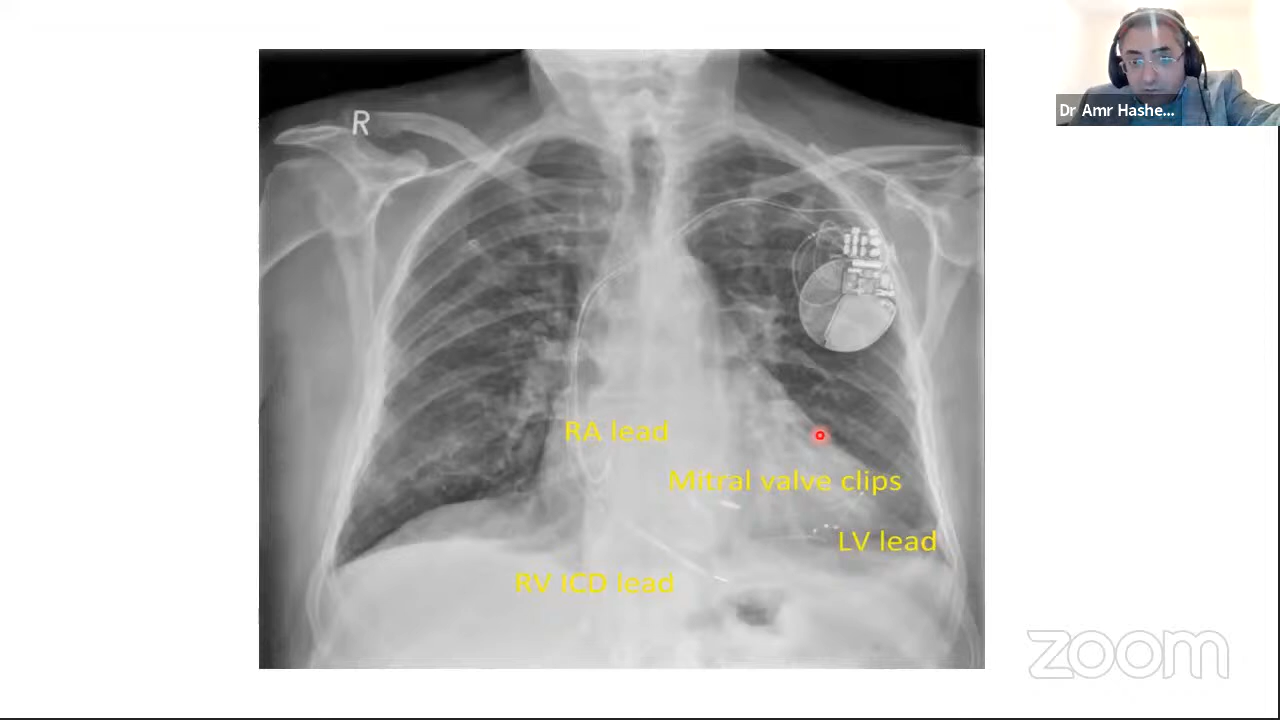 Dr Amr Hashe...
R
RA lead
Mitral valve clips
LV lead
RV ICD lead
zoom